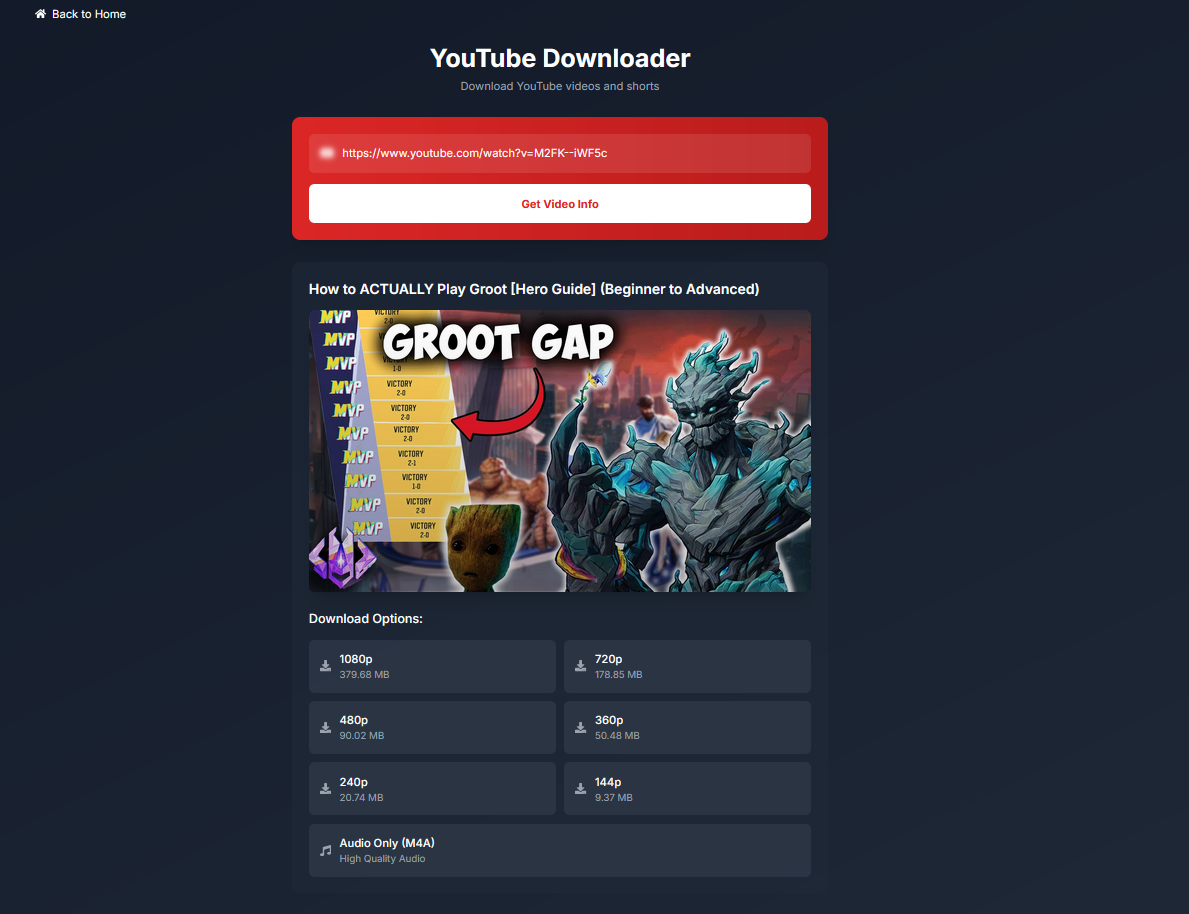 Back to Home
YouTube Downloader
Download YouTube videos and shorts
https://www.youtube.com/watch?v=M2FK--iWF5c
Get Video Info
How to ACTUALLY Play Groot [Hero Guide] (Beginner to Advanced)
GROOT GAP
MVP VICTORY
2-0
MVP
MVP
1-0
MVP VICTORY
2-0
MVP VICTORY
2-0
MVP VICTORY
2-0
MVP VICTORY
2-1
MVP VICTORY
1-0
MVP VICTORY
2-0
MVP VICTORY
2-0
Download Options:
1080p
379.68 MB
720p
178.85 MB
480p
90.02 MB
360p
50.48 MB
240p
20.74 MB
144p
9.37 MB
Audio Only (M4A)
High Quality Audio